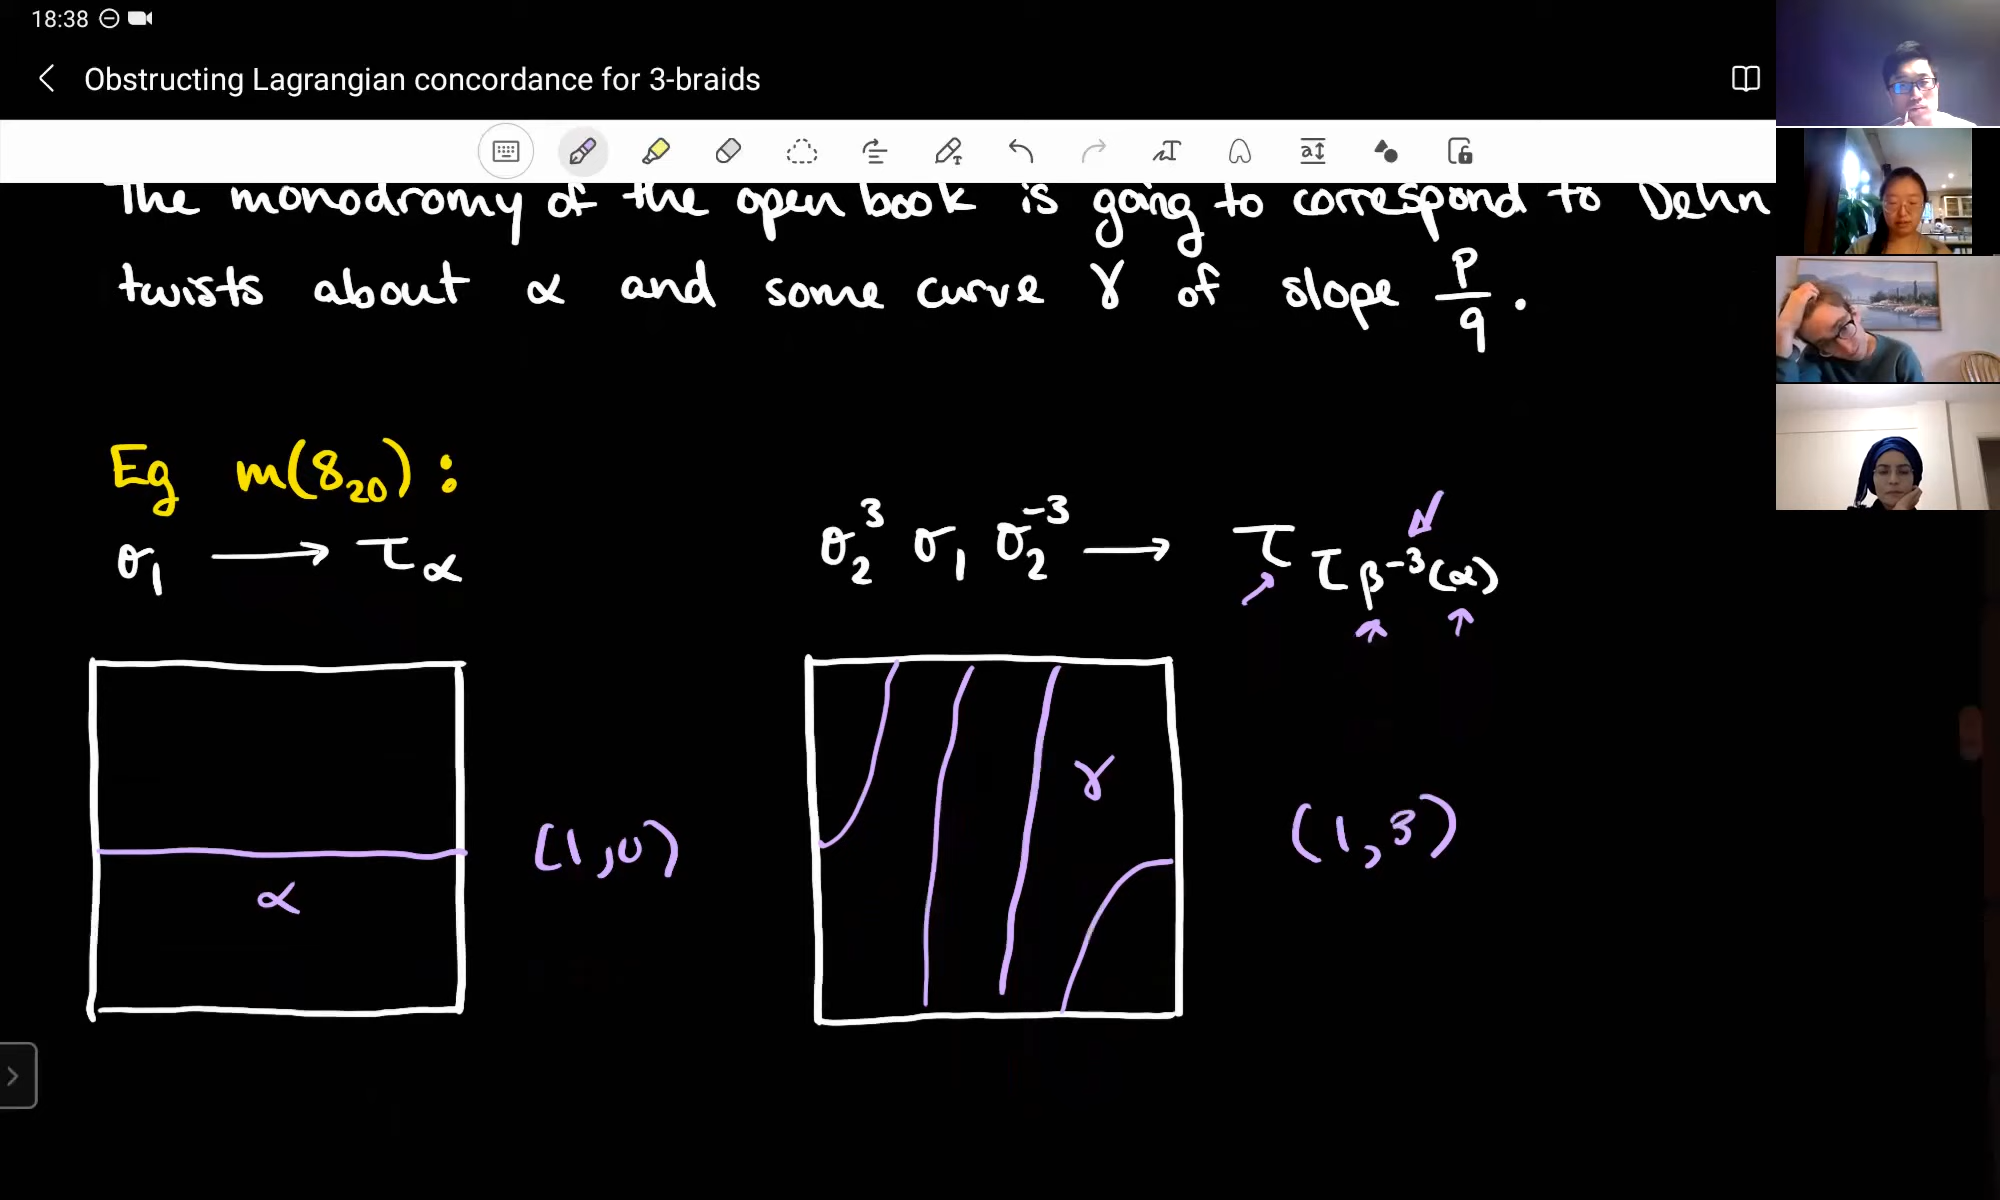 18:38
Obstructing Lagrangian concordance for 3-braids
The monodromy of the open book is going to correspond to Dehn
twists about α and some curve γ of slope p/q.
Eg m(8₂₀):
σ₁ → τ_α
σ₂³ σ₁ σ₂⁻³ → τ_{τ_β⁻³(α)}
α
(1,0)
γ
(1,3)